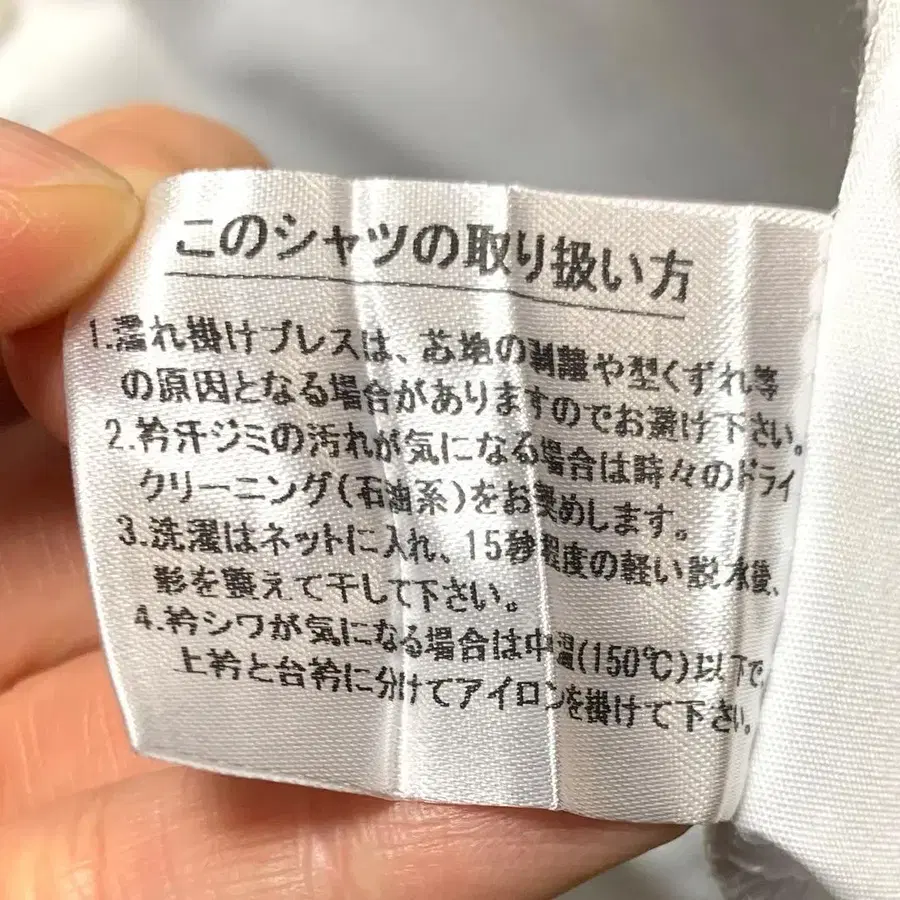 このシャツの取り扱い方
1.濡れ掛けプレスは、芯地の剥離や型くずれ等
の原因となる場合がありますのでお避け下さい。
2.衿汗ジミの汚れが気になる場合は時々のドライ
クリーニング(石油系)をお奨めします。
3.洗濯はネットに入れ、15秒程度の軽い脱水後、
形を整えて干して下さい。
4.衿シワが気になる場合は中温(150℃)以下で、
上衿と台衿に分けてアイロンを掛けて下さい。